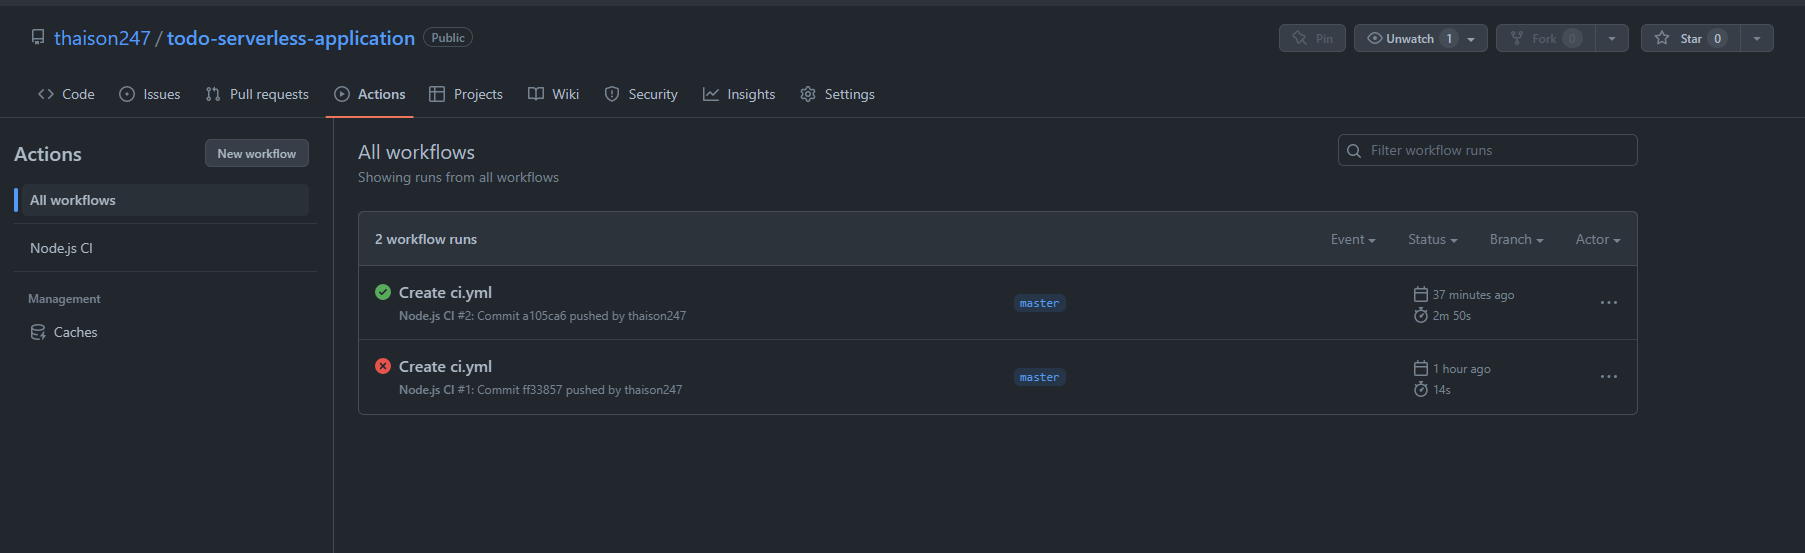 thaison247 / todo-serverless-application Public
Pin Unwatch 1 Fork 0 Star 0
Code Issues Pull requests Actions Projects Wiki Security Insights Settings
Actions
New workflow
All workflows
Node.js CI
Management
Caches
All workflows
Showing runs from all workflows
Filter workflow runs
2 workflow runs
Event Status Branch Actor
Create ci.yml
Node.js CI #2: Commit a105ca6 pushed by thaison247
master
37 minutes ago
2m 50s
Create ci.yml
Node.js CI #1: Commit ff33857 pushed by thaison247
master
1 hour ago
14s